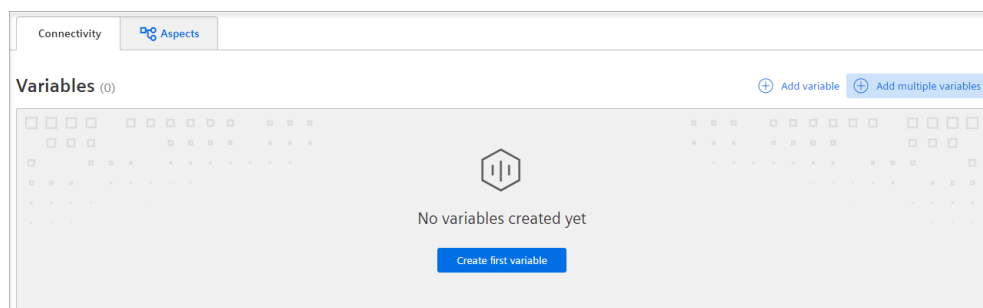 Connectivity
Aspects
Variables (0)
Add variable
Add multiple variables
No variables created yet
Create first variable